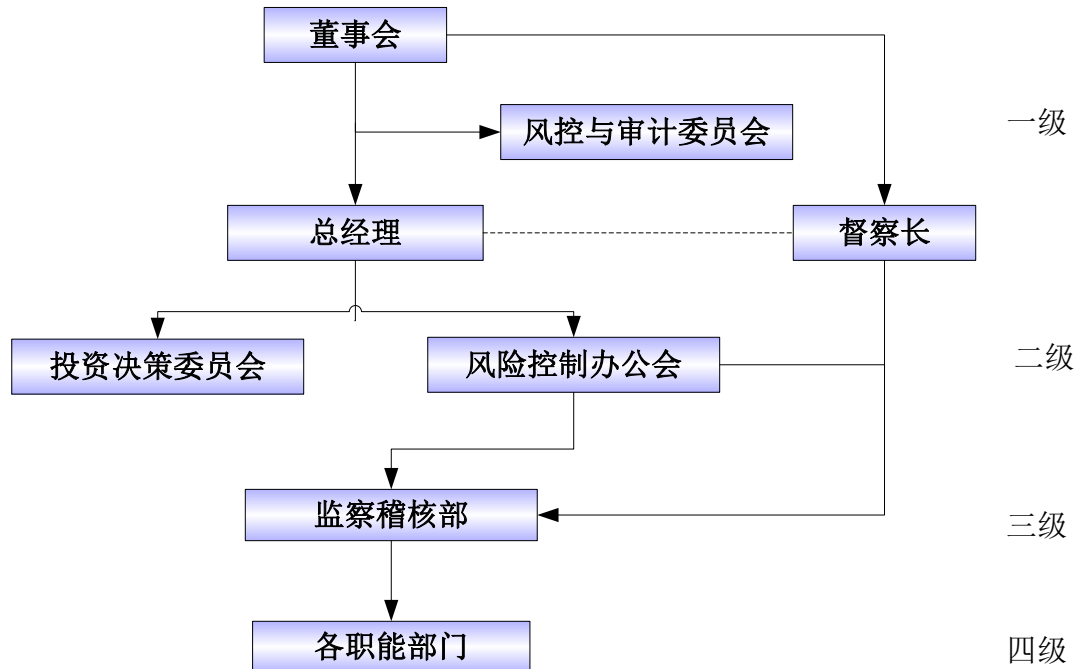 董事会
风控与审计委员会
一级
总经理
督察长
投资决策委员会
风险控制办公会
二级
监察稽核部
三级
各职能部门
四级